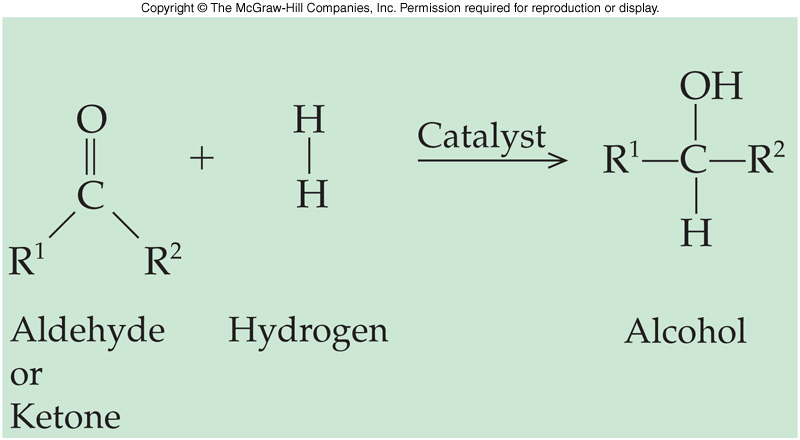 Copyright © The McGraw-Hill Companies, Inc. Permission required for reproduction or display.
O
||
C
R¹ R²
+
H
|
H
Catalyst
OH
|
R¹—C—R²
|
H
Aldehyde
or
Ketone
Hydrogen
Alcohol